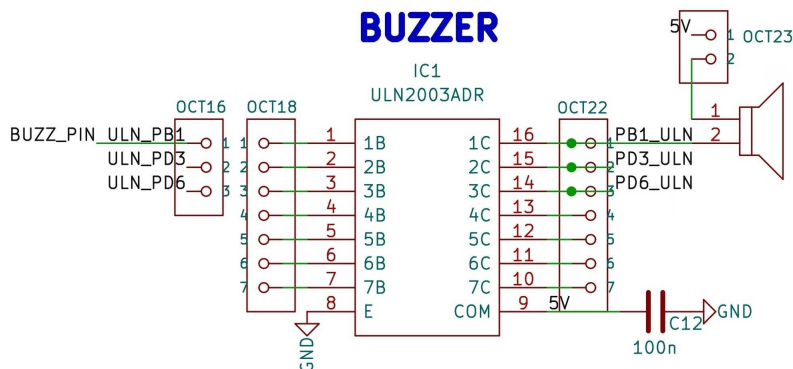 BUZZER
5V 1 OCT23
2
IC1
ULN2003ADR
OCT16 OCT18 OCT22
1
2
BUZZ_PIN ULN_PB1 1 1 1 1B 1C 16 1 PB1_ULN
ULN_PD3 2 2 2 2B 2C 15 2 PD3_ULN
ULN_PD6 3 3 3 3B 3C 14 3 PD6_ULN
4 4 4B 4C 13 4
5 5 5B 5C 12 5
6 6 6B 6C 11 6
7 7 7B 7C 10 7
8 E COM 9 5V
GND
C12 GND
100n